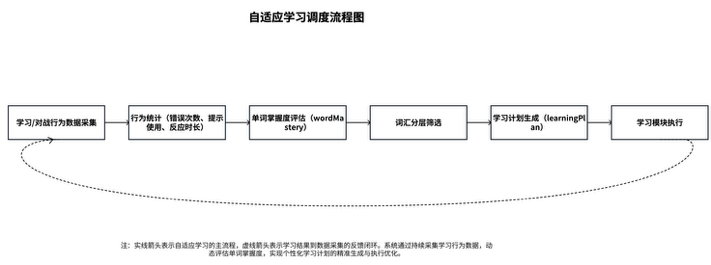 自适应学习调度流程图
学习/对战行为数据采集
行为统计（错误次数、提示
使用、反应时长）
单词掌握度评估（wordMa
stery）
词汇分层筛选
学习计划生成（learningPl
an）
学习模块执行
注：实线箭头表示自适应学习的主流程，虚线箭头表示学习结果到数据采集的反馈闭环。系统通过持续采集学习行为数据，动
态评估单词掌握度，实现个性化学习计划的精准生成与执行优化。